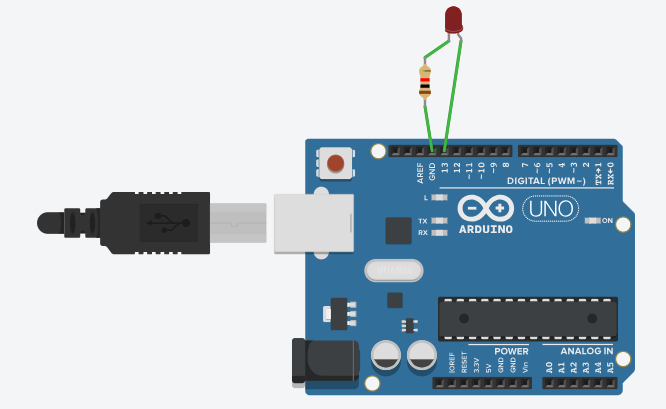 AREF
GND
13
12
~11
~10
~9
8
7
~6
~5
4
~3
2
TX→1
RX←0
DIGITAL (PWM~)
L
TX
RX
ARDUINO
UNO
ON
POWER
ANALOG IN
IOREF
RESET
3.3V
5V
GND
GND
Vin
A0
A1
A2
A3
A4
A5